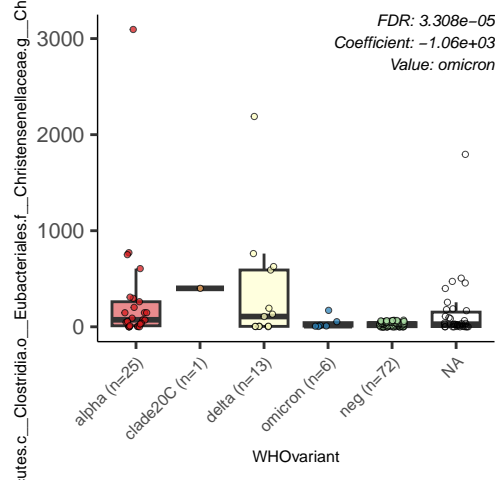 FDR: 3.308e−05
Coefficient: −1.06e+03
Value: omicron
cutes.c__Clostridia.o__Eubacteriales.f__Christensenellaceae.g__Ch
3000
2000
1000
0
alpha (n=25)
clade20C (n=1)
delta (n=13)
omicron (n=6)
neg (n=72)
NA
WHOvariant